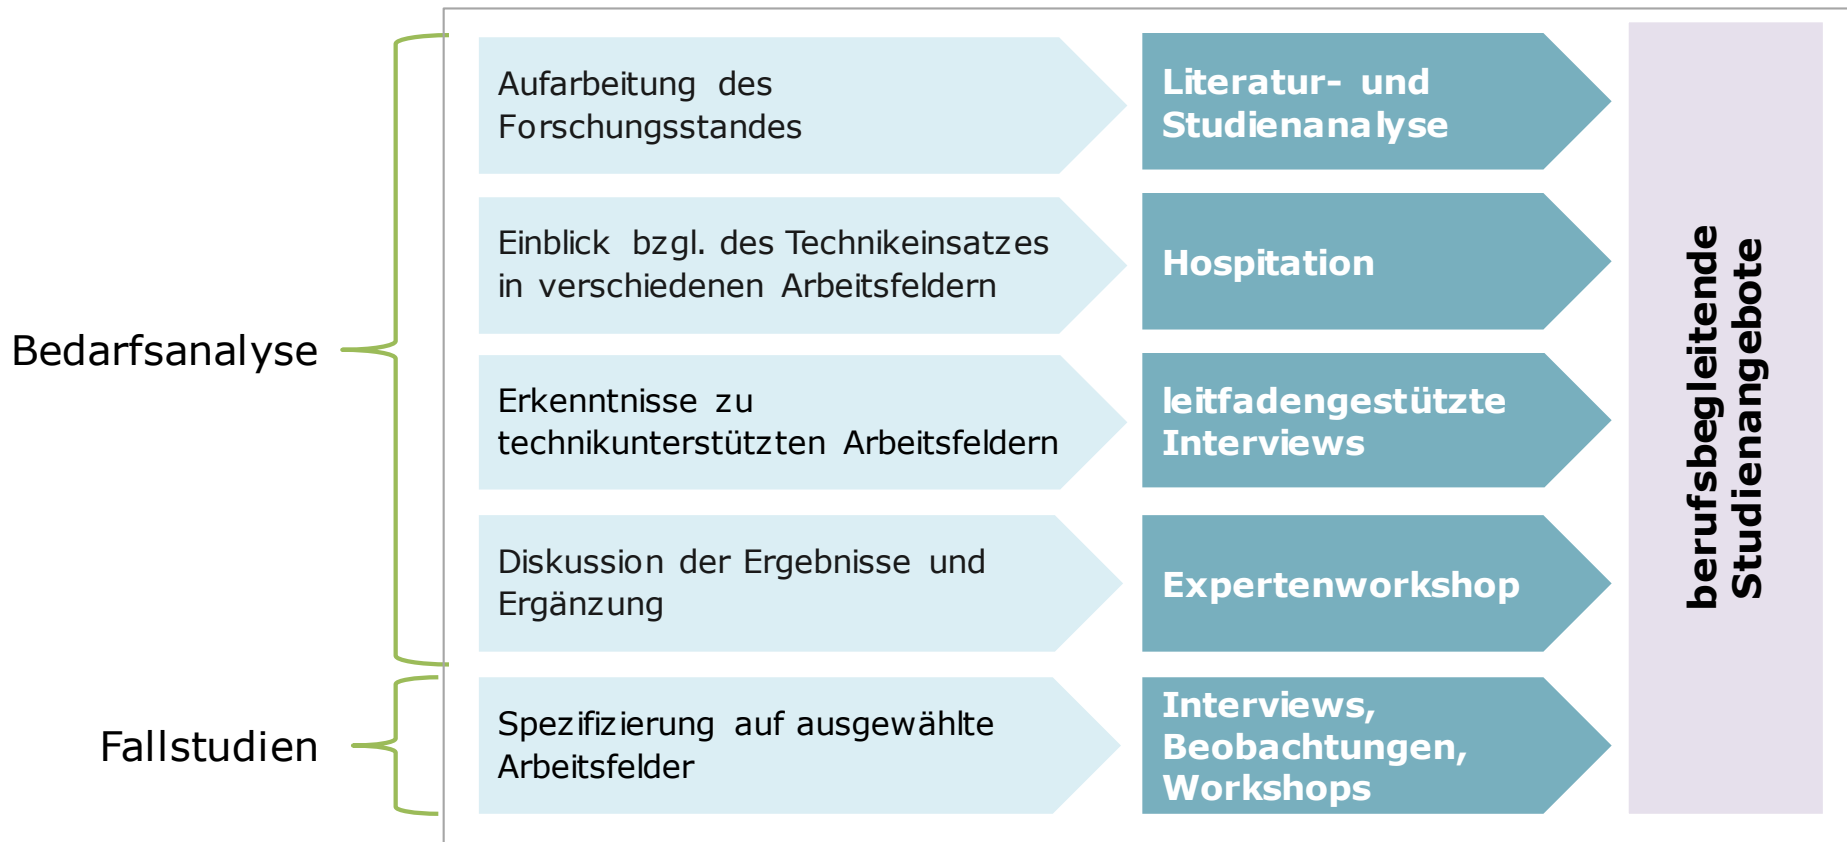 Bedarfsanalyse
Aufarbeitung des
Forschungsstandes
Literatur- und
Studienanalyse
Einblick bzgl. des Technikeinsatzes
in verschiedenen Arbeitsfeldern
Hospitation
Erkenntnisse zu
technikunterstützten Arbeitsfeldern
leitfadengestützte
Interviews
Diskussion der Ergebnisse und
Ergänzung
Expertenworkshop
Fallstudien
Spezifizierung auf ausgewählte
Arbeitsfelder
Interviews,
Beobachtungen,
Workshops
berufsbegleitende
Studienangebote